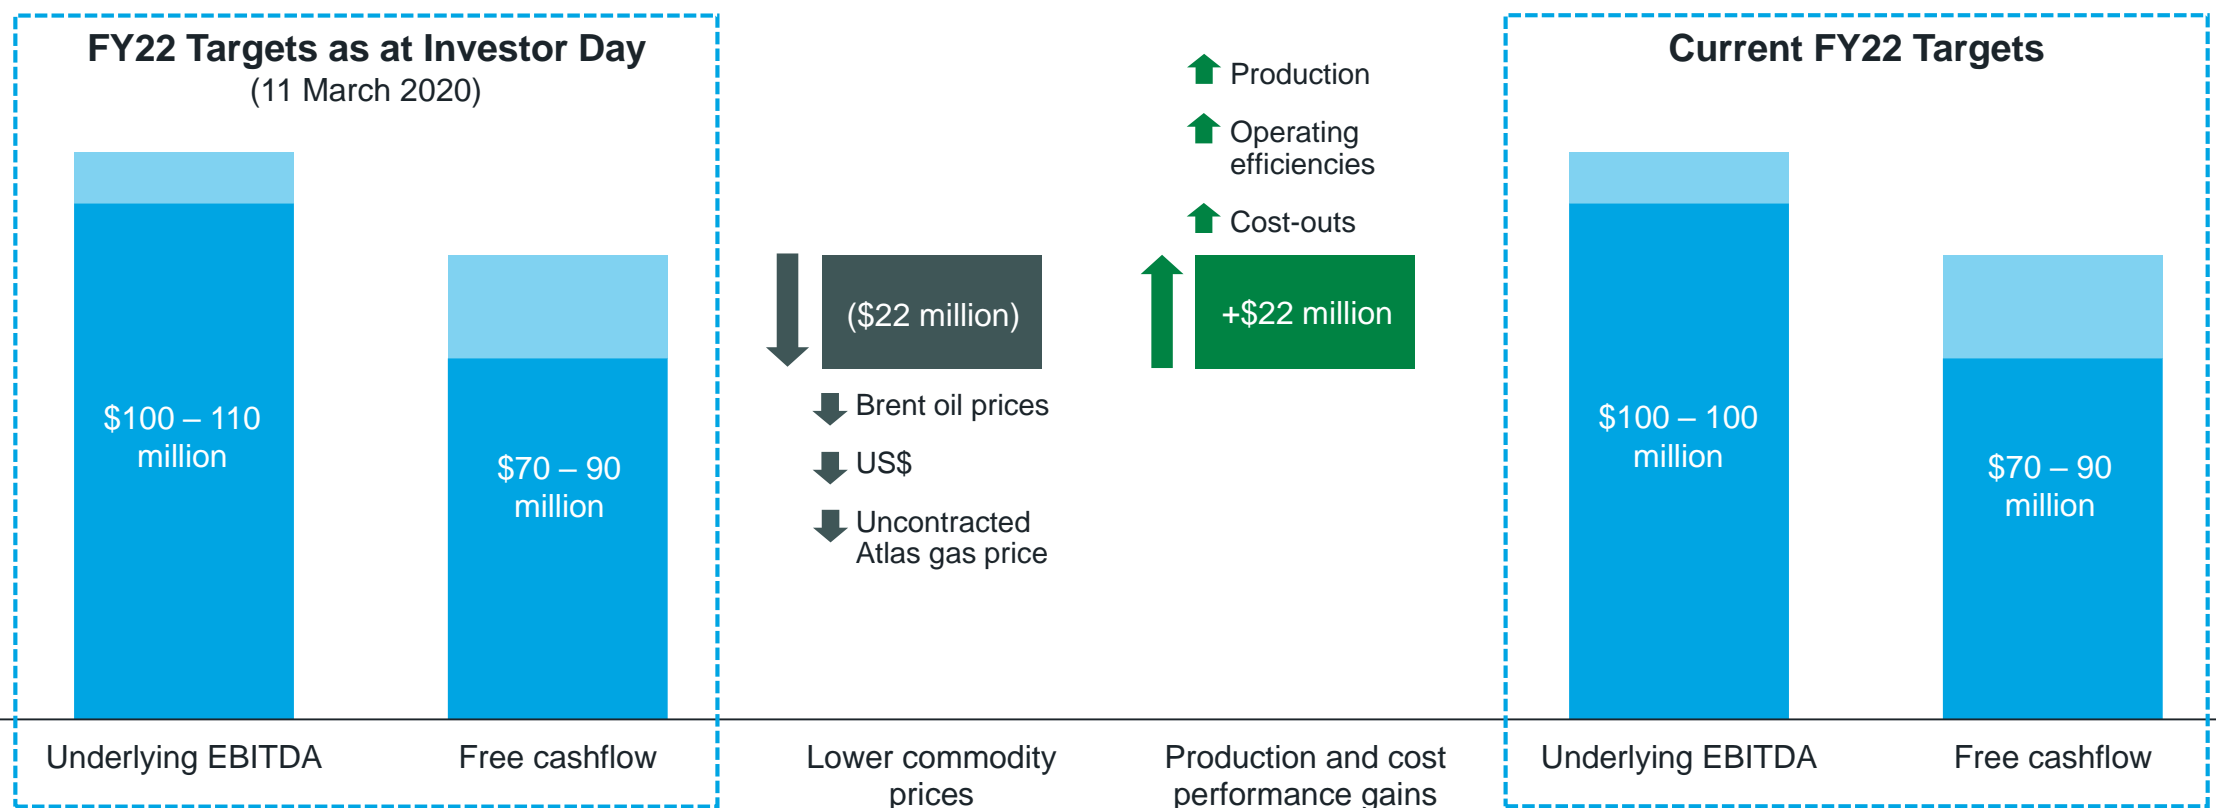 FY22 Targets as at Investor Day
(11 March 2020)
$100 – 110
million
$70 – 90
million
Underlying EBITDA
Free cashflow
($22 million)
Brent oil prices
US$
Uncontracted
Atlas gas price
Lower commodity
prices
Production
Operating
efficiencies
Cost-outs
+$22 million
Production and cost
performance gains
Current FY22 Targets
$100 – 100
million
$70 – 90
million
Underlying EBITDA
Free cashflow